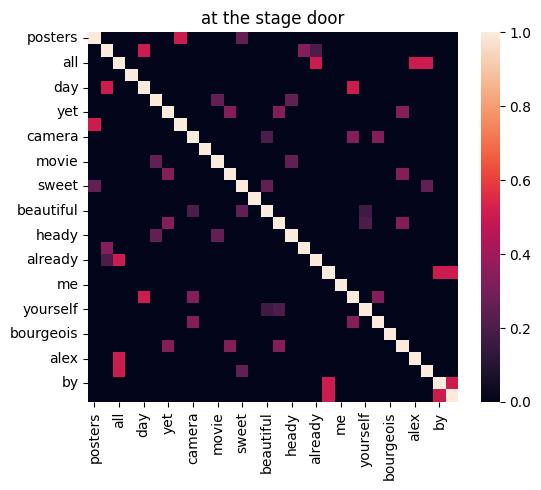 at the stage door
posters
all
day
yet
camera
movie
sweet
beautiful
heady
already
me
yourself
bourgeois
alex
by
1.0
0.8
0.6
0.4
0.2
0.0
posters
all
day
yet
camera
movie
sweet
beautiful
heady
already
me
yourself
bourgeois
alex
by